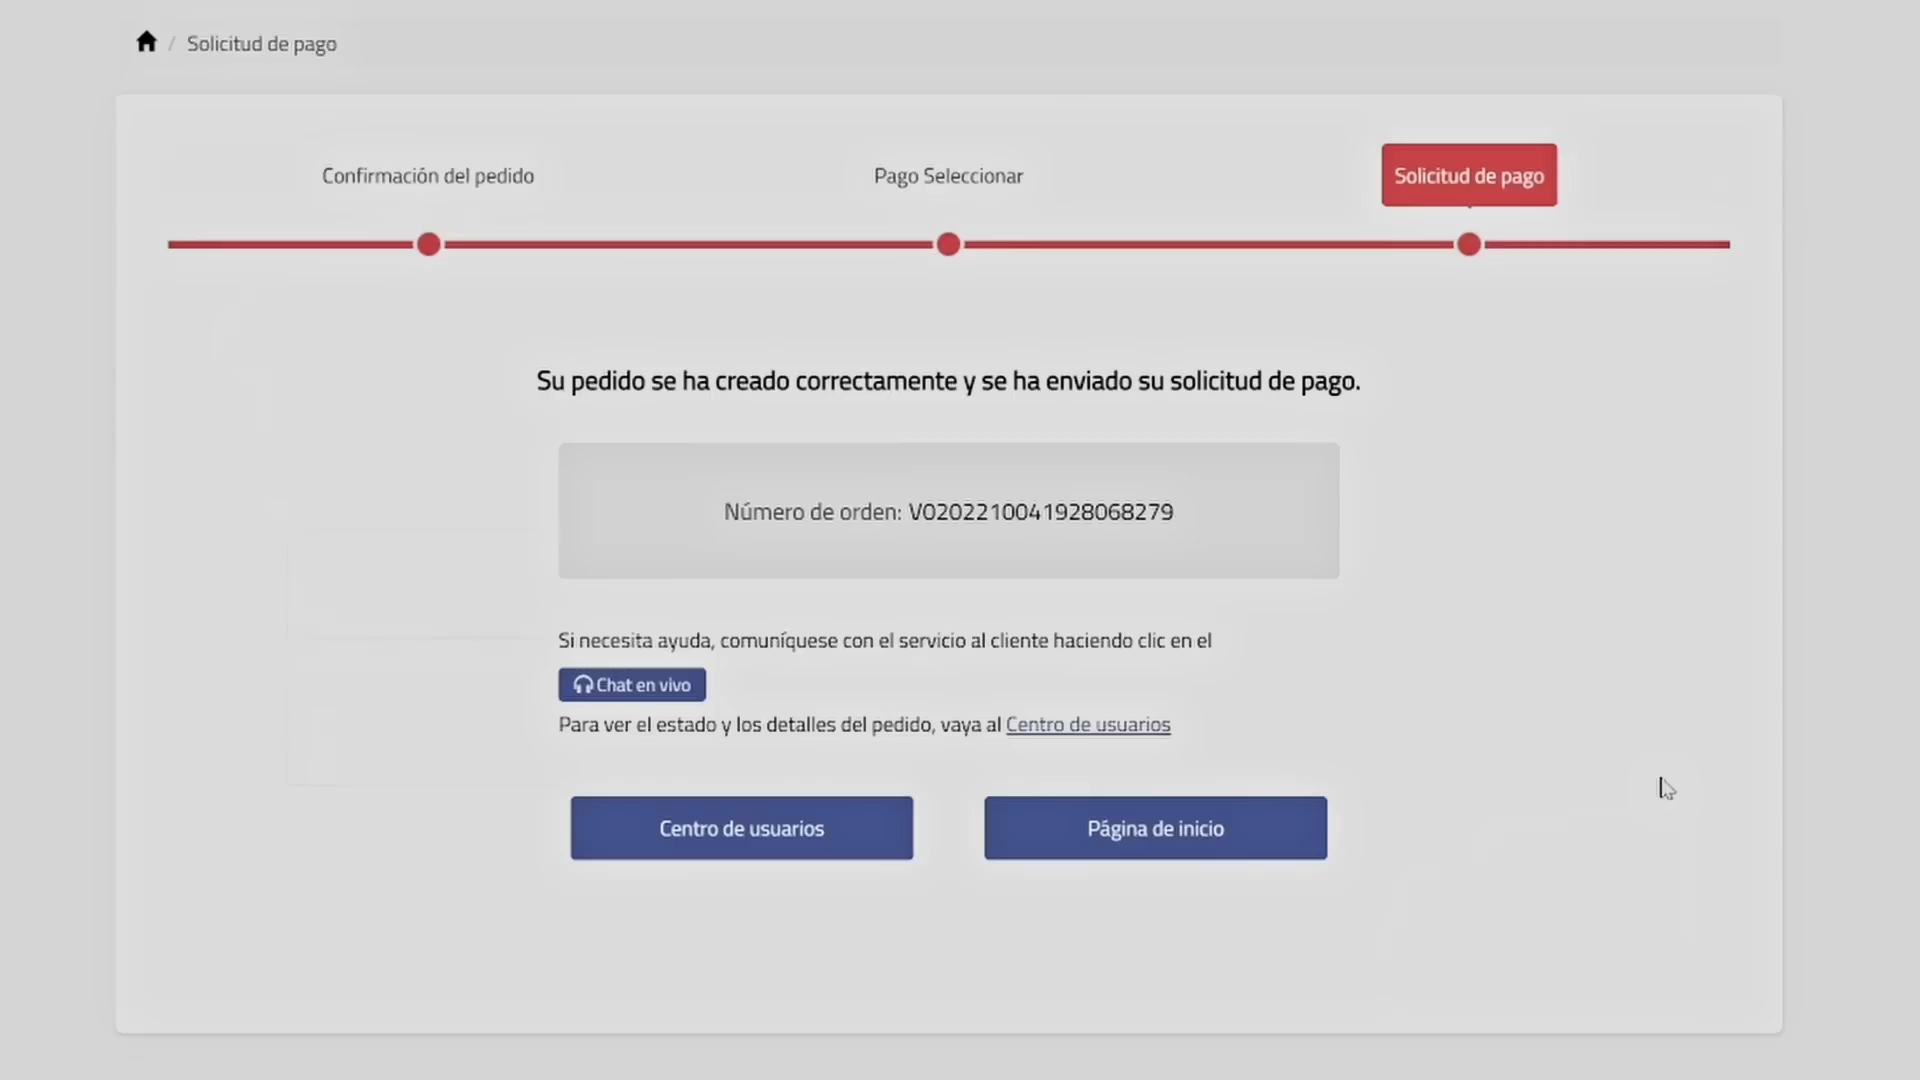 / Solicitud de pago
Confirmación del pedido
Pago Seleccionar
Solicitud de pago
Su pedido se ha creado correctamente y se ha enviado su solicitud de pago.
Número de orden: V0202210041928068279
Si necesita ayuda, comuníquese con el servicio al cliente haciendo clic en el
Chat en vivo
Para ver el estado y los detalles del pedido, vaya al Centro de usuarios
Centro de usuarios
Página de inicio